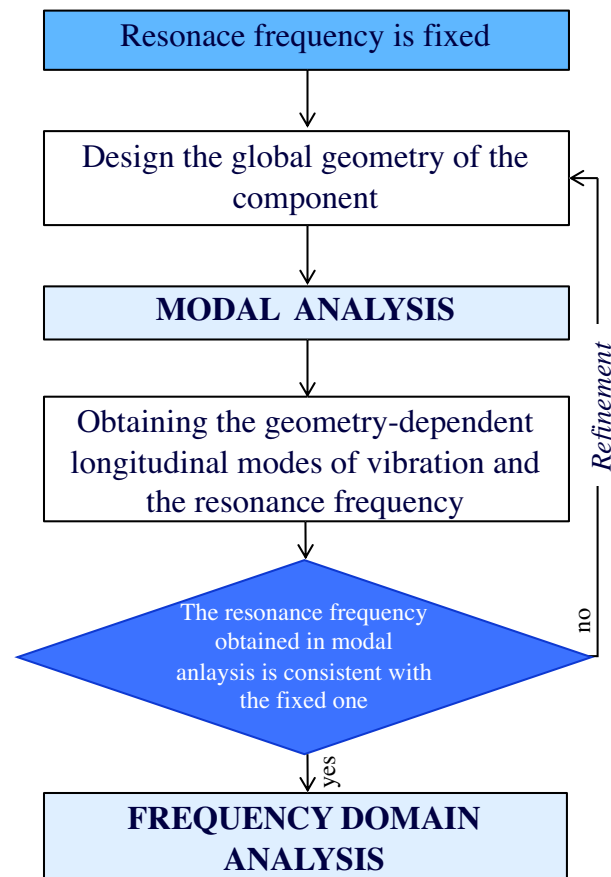 Resonace frequency is fixed
Design the global geometry of the
component
MODAL ANALYSIS
Obtaining the geometry-dependent
longitudinal modes of vibration and
the resonance frequency
Refinement
The resonance frequency
obtained in modal
anlaysis is consistent with
the fixed one
no
yes
FREQUENCY DOMAIN
ANALYSIS